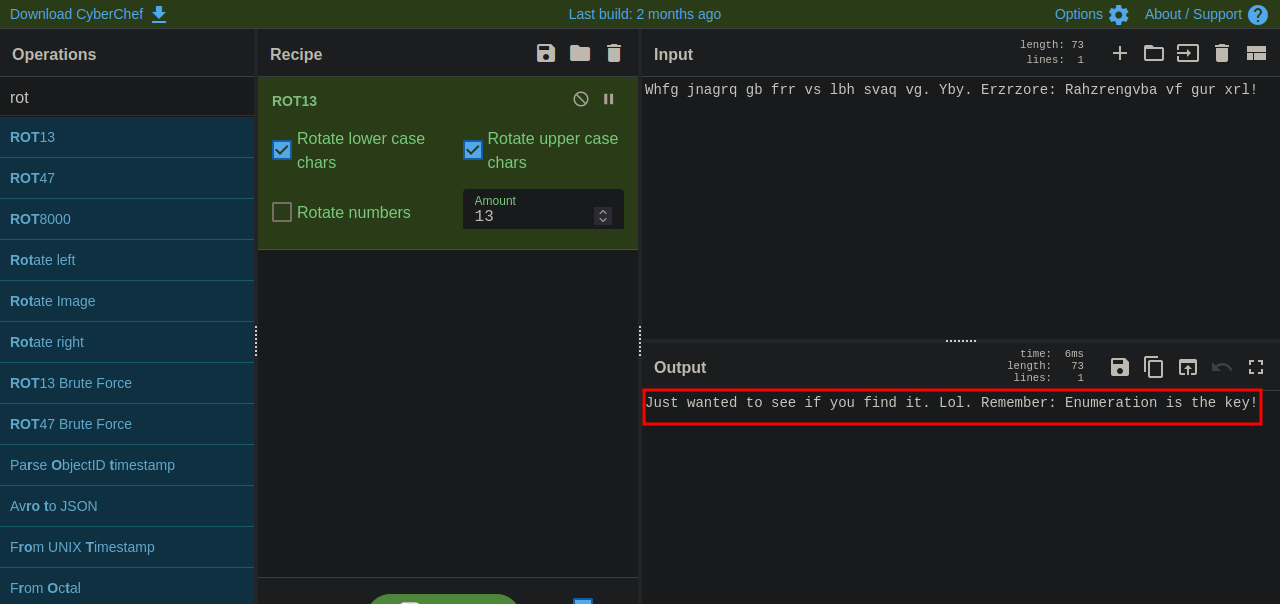 Download CyberChef
Last build: 2 months ago
Options
About / Support
Operations
rot
ROT13
ROT47
ROT8000
Rotate left
Rotate Image
Rotate right
ROT13 Brute Force
ROT47 Brute Force
Parse ObjectID timestamp
Avro to JSON
From UNIX Timestamp
From Octal
Recipe
ROT13
Rotate lower case chars
Rotate upper case chars
Rotate numbers
Amount
13
Input
length: 73
lines: 1
Whfg jnagrq gb frr vs lbh svaq vg. Yby. Erzrzore: Rahzrengvba vf gur xrl!
Output
time: 6ms
length: 73
lines: 1
Just wanted to see if you find it. Lol. Remember: Enumeration is the key!